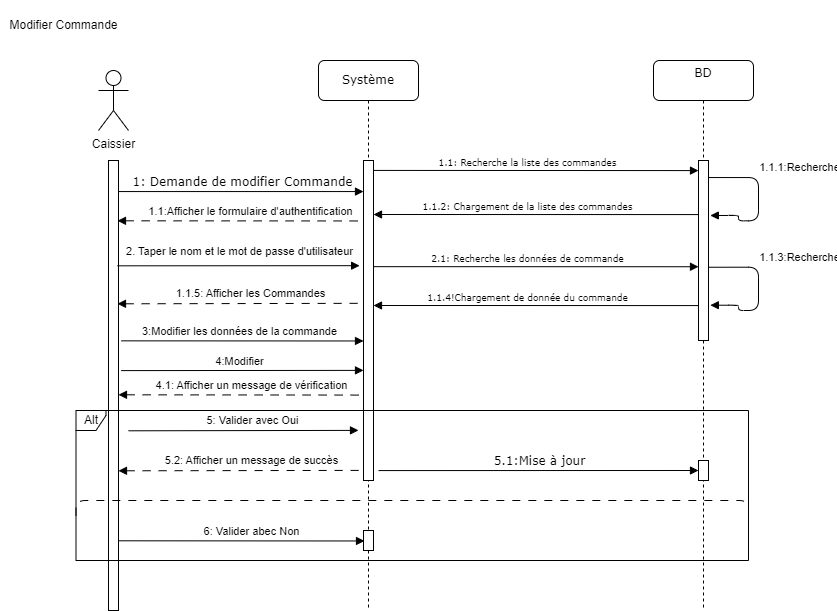 Modifier Commande
Système
BD
Caissier
1.1: Recherche la liste des commandes
1.1.1:Recherche
1: Demande de modifier Commande
1.1:Afficher le formulaire d'authentification
1.1.2: Chargement de la liste des commandes
2. Taper le nom et le mot de passe d'utilisateur
2.1: Recherche les données de commande
1.1.3:Recherche
1.1.5: Afficher les Commandes
1.1.4!Chargement de donnée du commande
3:Modifier les données de la commande
4:Modifier
4.1: Afficher un message de vérification
Alt
5: Valider avec Oui
5.2: Afficher un message de succès
5.1:Mise à jour
6: Valider abec Non